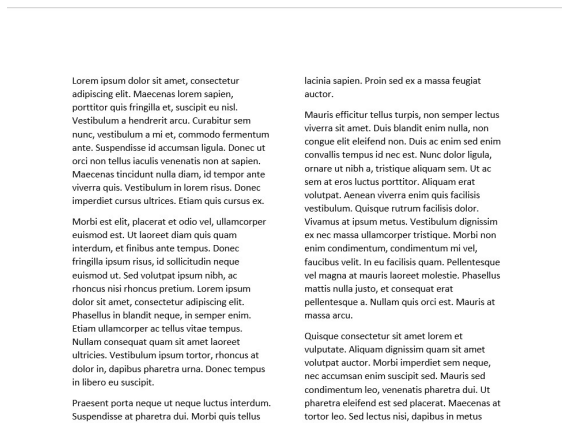 Lorem ipsum dolor sit amet, consectetur
adipiscing elit. Maecenas lorem sapien,
porttitor quis fringilla et, suscipit eu nisl.
Vestibulum a hendrerit arcu. Curabitur sem
nunc, vestibulum a mi et, commodo fermentum
ante. Suspendisse id accumsan ligula. Donec ut
orci non tellus iaculis venenatis non at sapien.
Maecenas tincidunt nulla diam, id tempor ante
viverra quis. Vestibulum in lorem risus. Donec
imperdiet cursus ultrices. Etiam quis cursus ex.
Morbi est elit, placerat et odio vel, ullamcorper
euismod est. Ut laoreet diam quis quam
interdum, et finibus ante tempus. Donec
fringilla ipsum risus, id sollicitudin neque
euismod ut. Sed volutpat ipsum nibh, ac
rhoncus nisi rhoncus pretium. Lorem ipsum
dolor sit amet, consectetur adipiscing elit.
Phasellus in blandit neque, in semper enim.
Etiam ullamcorper ac tellus vitae tempus.
Nullam consequat quam sit amet laoreet
ultricies. Vestibulum ipsum tortor, rhoncus at
dolor in, dapibus pharetra urna. Donec tempus
in libero eu suscipit.
Praesent porta neque ut neque luctus interdum.
Suspendisse at pharetra dui. Morbi quis tellus
lacinia sapien. Proin sed ex a massa feugiat
auctor.
Mauris efficitur tellus turpis, non semper lectus
viverra sit amet. Duis blandit enim nulla, non
congue elit eleifend non. Duis ac enim sed enim
convallis tempus id nec est. Nunc dolor ligula,
ornare ut nibh a, tristique aliquam sem. Ut ac
sem at eros luctus porttitor. Aliquam erat
volutpat. Aenean viverra enim quis facilisis
vestibulum. Quisque rutrum facilisis dolor.
Vivamus at ipsum metus. Vestibulum dignissim
ex nec massa ullamcorper tristique. Morbi non
enim condimentum, condimentum mi vel,
faucibus velit. In eu facilisis quam. Pellentesque
vel magna at mauris laoreet molestie. Phasellus
mattis nulla justo, et consequat erat
pellentesque a. Nullam quis orci est. Mauris at
massa arcu.
Quisque consectetur sit amet lorem et
vulputate. Aliquam dignissim quam sit amet
volutpat auctor. Morbi imperdiet sem neque,
nec accumsan enim suscipit sed. Mauris sed
condimentum leo, venenatis pharetra dui. Ut
pharetra eleifend est sed placerat. Maecenas at
tortor leo. Sed lectus nisi, dapibus in metus